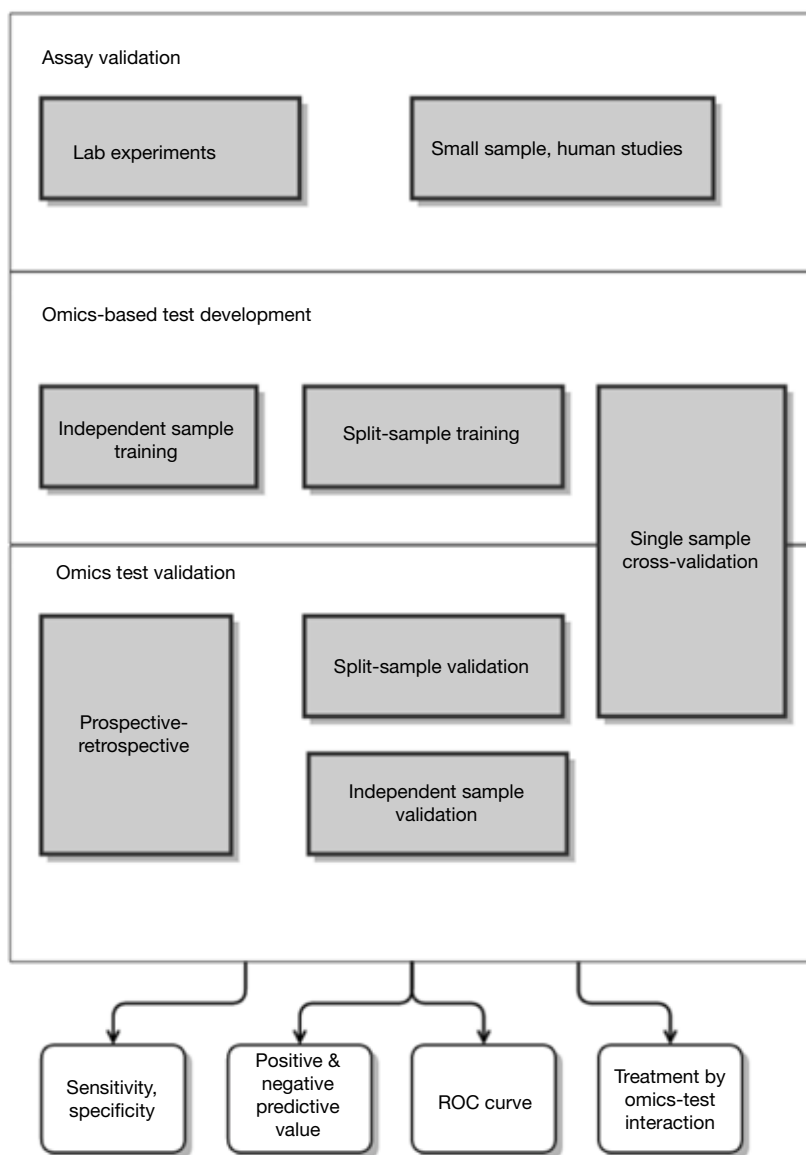 Assay validation
Lab experiments
Small sample, human studies
Omics-based test development
Independent sample
training
Split-sample training
Single sample
cross-validation
Omics test validation
Prospective-
retrospective
Split-sample validation
Independent sample
validation
Sensitivity,
specificity
Positive &
negative
predictive
value
ROC curve
Treatment by
omics-test
interaction